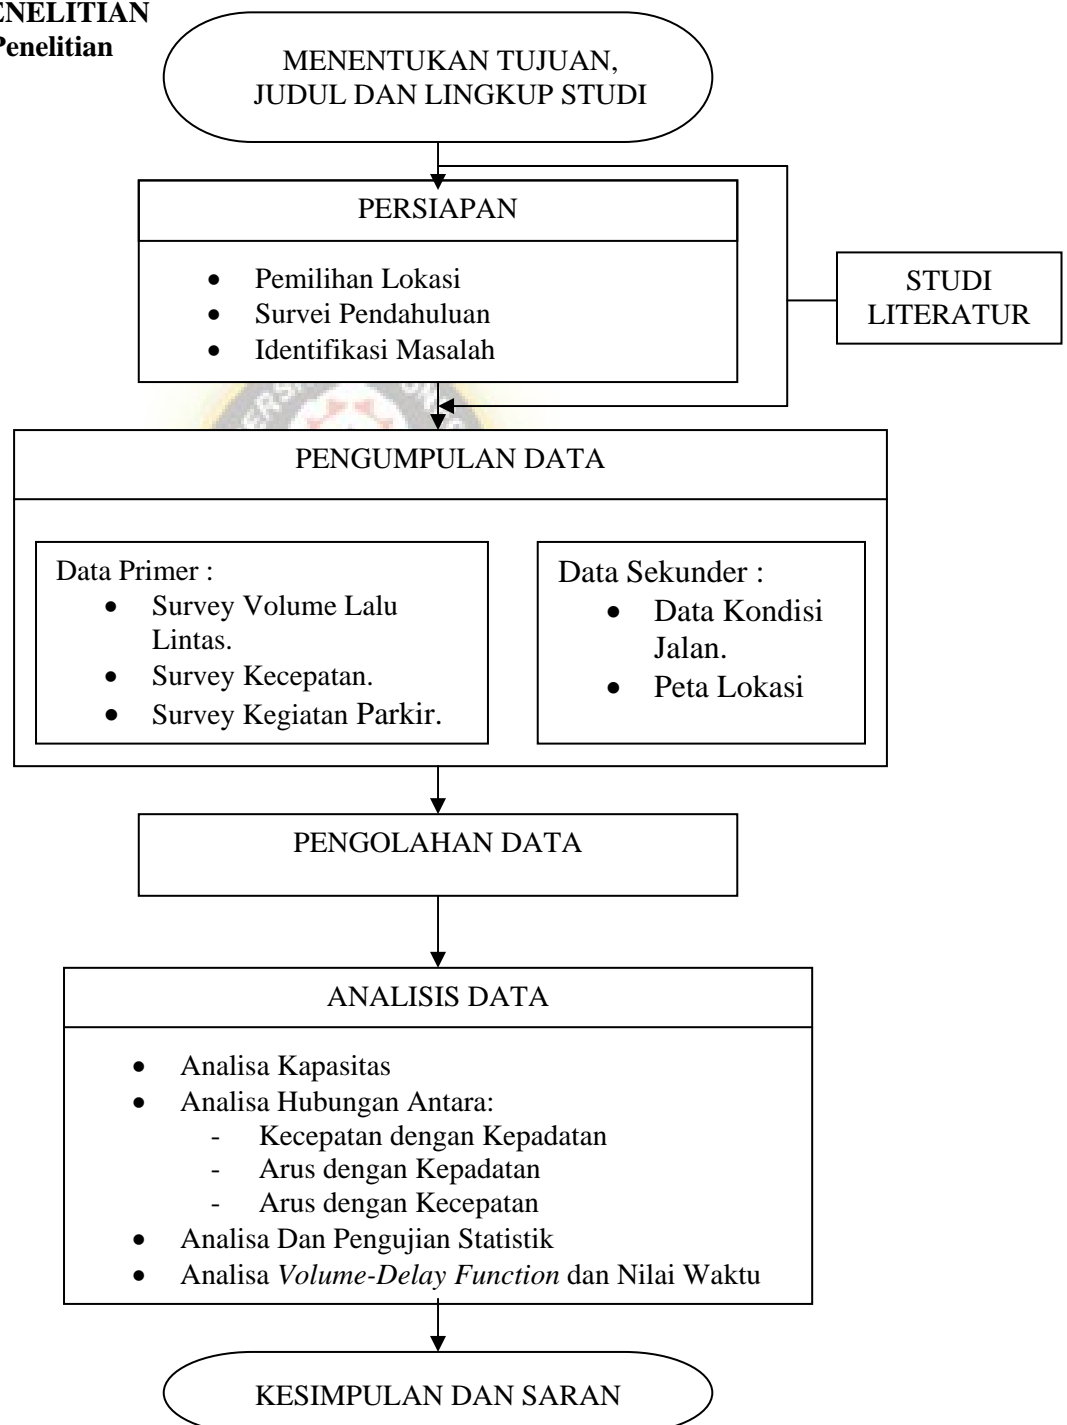 ENELITIAN
Penelitian
MENENTUKAN TUJUAN,
JUDUL DAN LINGKUP STUDI
PERSIAPAN
• Pemilihan Lokasi
• Survei Pendahuluan
• Identifikasi Masalah
STUDI
LITERATUR
PENGUMPULAN DATA
Data Primer :
• Survey Volume Lalu
Lintas.
• Survey Kecepatan.
• Survey Kegiatan Parkir.
Data Sekunder :
• Data Kondisi
Jalan.
• Peta Lokasi
PENGOLAHAN DATA
ANALISIS DATA
• Analisa Kapasitas
• Analisa Hubungan Antara:
- Kecepatan dengan Kepadatan
- Arus dengan Kepadatan
- Arus dengan Kecepatan
• Analisa Dan Pengujian Statistik
• Analisa Volume-Delay Function dan Nilai Waktu
KESIMPULAN DAN SARAN